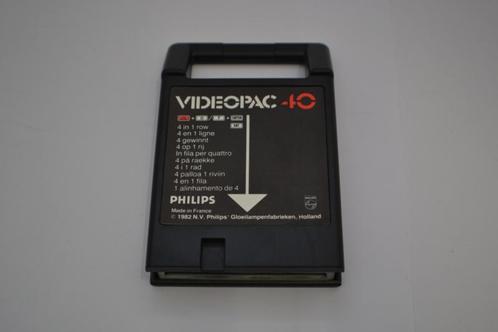 VIDEOPAC 40
4 in 1 row
4 en 1 ligne
4 gewinnt
4 op 1 rij
In fila per quattro
4 på raekke
4 i 1 rad
4 palloa 1 riviin
4 en 1 fila
1 alinhamento de 4
PHILIPS
Made in France
© 1982 N.V. Philips' Gloeilampenfabrieken, Holland